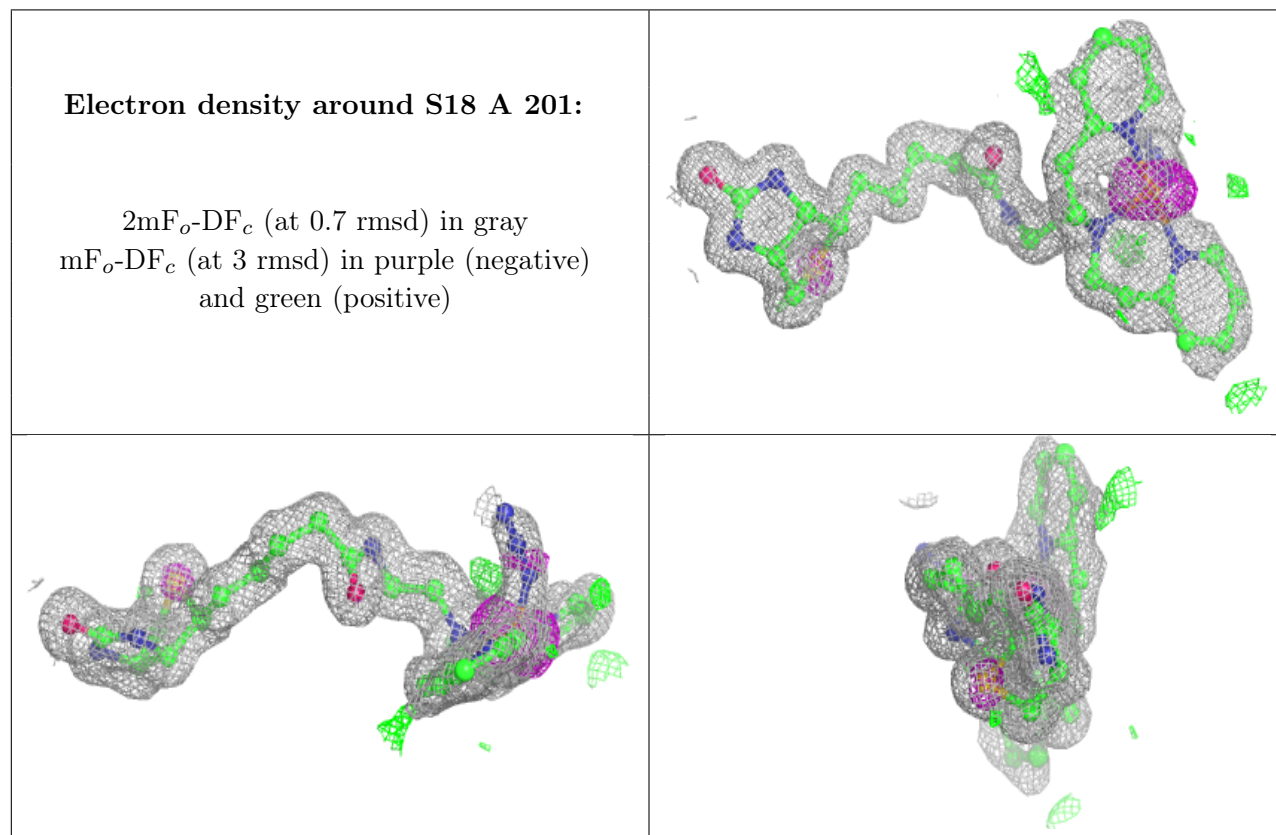 Electron density around S18 A 201:
2mFo-DFc (at 0.7 rmsd) in gray
mFo-DFc (at 3 rmsd) in purple (negative)
and green (positive)